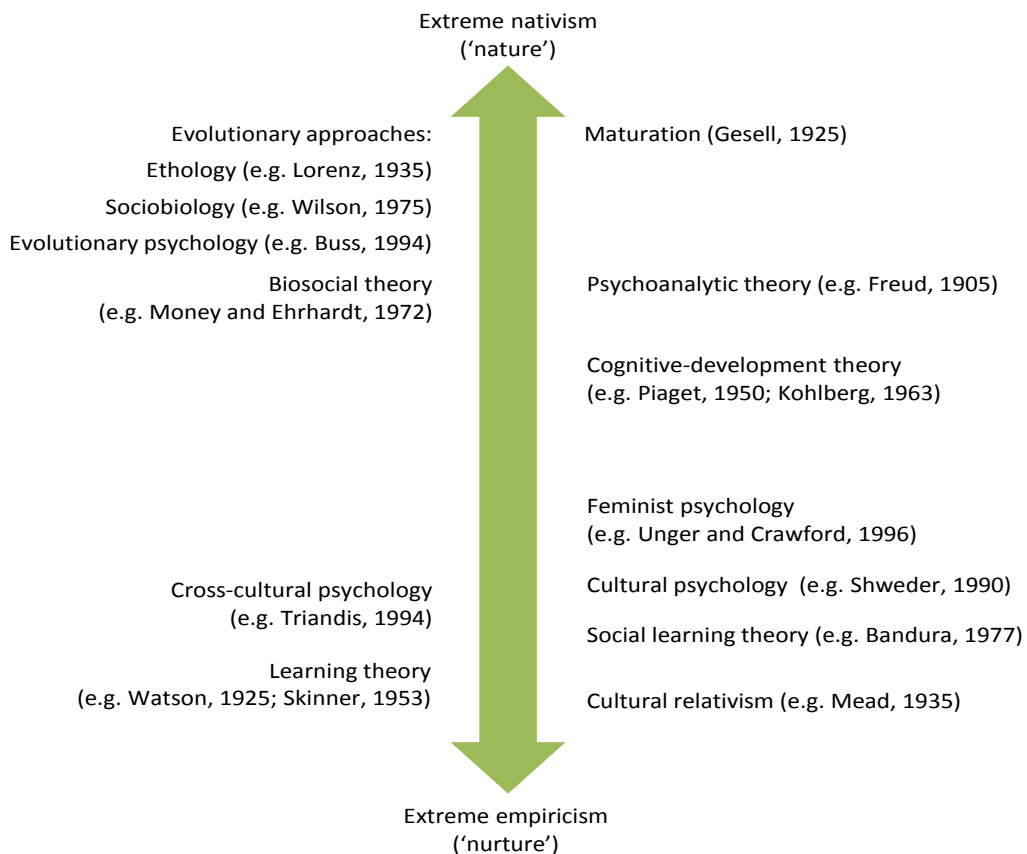 Extreme nativism
(‘nature’)
Evolutionary approaches:
Ethology (e.g. Lorenz, 1935)
Sociobiology (e.g. Wilson, 1975)
Evolutionary psychology (e.g. Buss, 1994)
Biosocial theory
(e.g. Money and Ehrhardt, 1972)
Cross-cultural psychology
(e.g. Triandis, 1994)
Learning theory
(e.g. Watson, 1925; Skinner, 1953)
Maturation (Gesell, 1925)
Psychoanalytic theory (e.g. Freud, 1905)
Cognitive-development theory
(e.g. Piaget, 1950; Kohlberg, 1963)
Feminist psychology
(e.g. Unger and Crawford, 1996)
Cultural psychology  (e.g. Shweder, 1990)
Social learning theory (e.g. Bandura, 1977)
Cultural relativism (e.g. Mead, 1935)
Extreme empiricism
(‘nurture’)